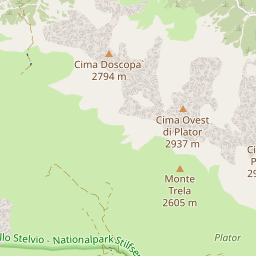 Cima Doscopa`
2794 m
Cima Ovest
di Plator
2937 m
Monte
Trela
2605 m
Plator
llo Stelvio - Nationalpark Stilfse